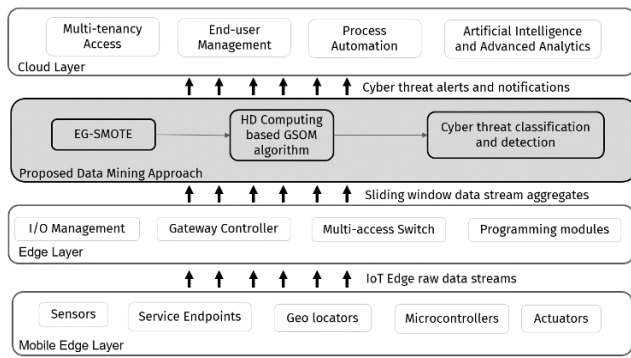 Multi-tenancy
Access
End-user
Management
Process
Automation
Artificial Intelligence
and Advanced Analytics
Cloud Layer
Cyber threat alerts and notifications
EG-SMOTE
HD Computing
based GSOM
algorithm
Cyber threat classification
and detection
Proposed Data Mining Approach
Sliding window data stream aggregates
I/O Management
Gateway Controller
Multi-access Switch
Programming modules
Edge Layer
IoT Edge raw data streams
Sensors
Service Endpoints
Geo locators
Microcontrollers
Actuators
Mobile Edge Layer